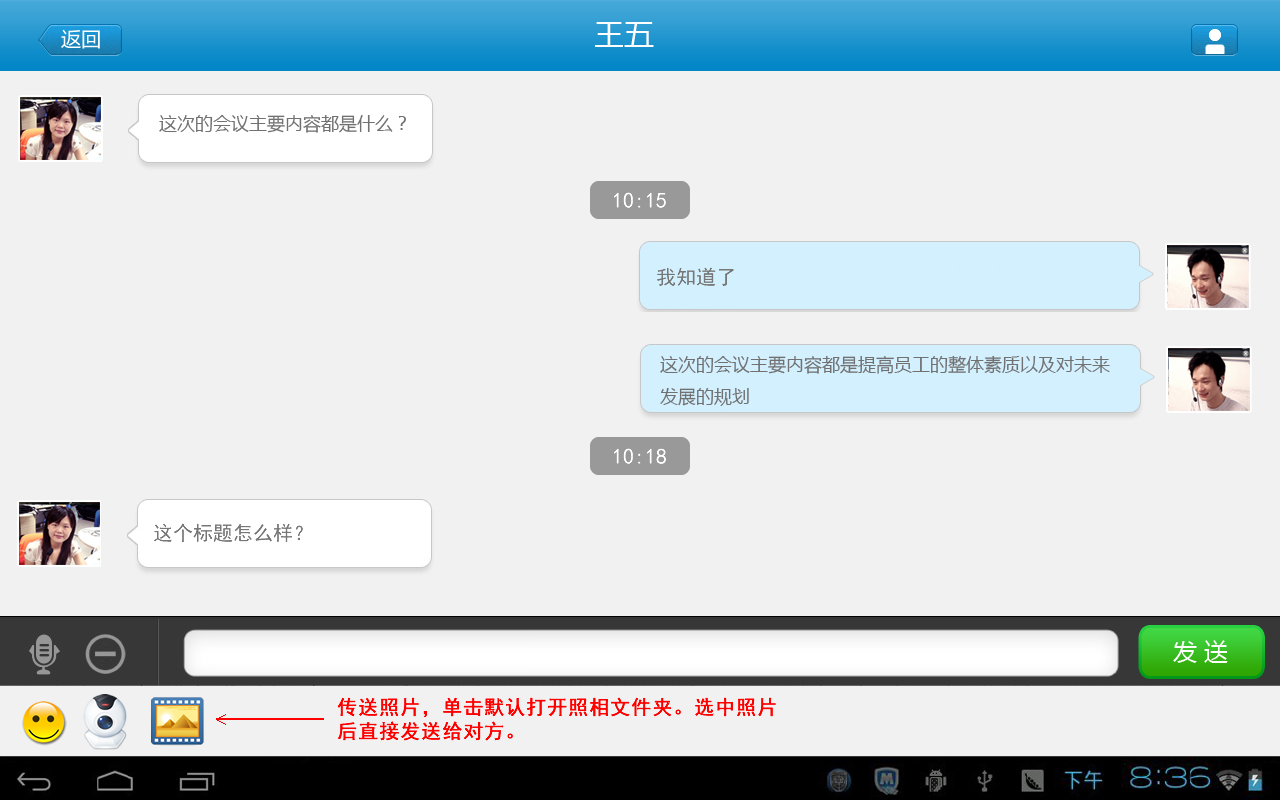 返回
王五
这次的会议主要内容都是什么？
10:15
我知道了
这次的会议主要内容都是提高员工的整体素质以及对未来
发展的规划
10:18
这个标题怎么样?
发送
传送照片，单击默认打开照相文件夹。选中照片
后直接发送给对方。
下午 8:36